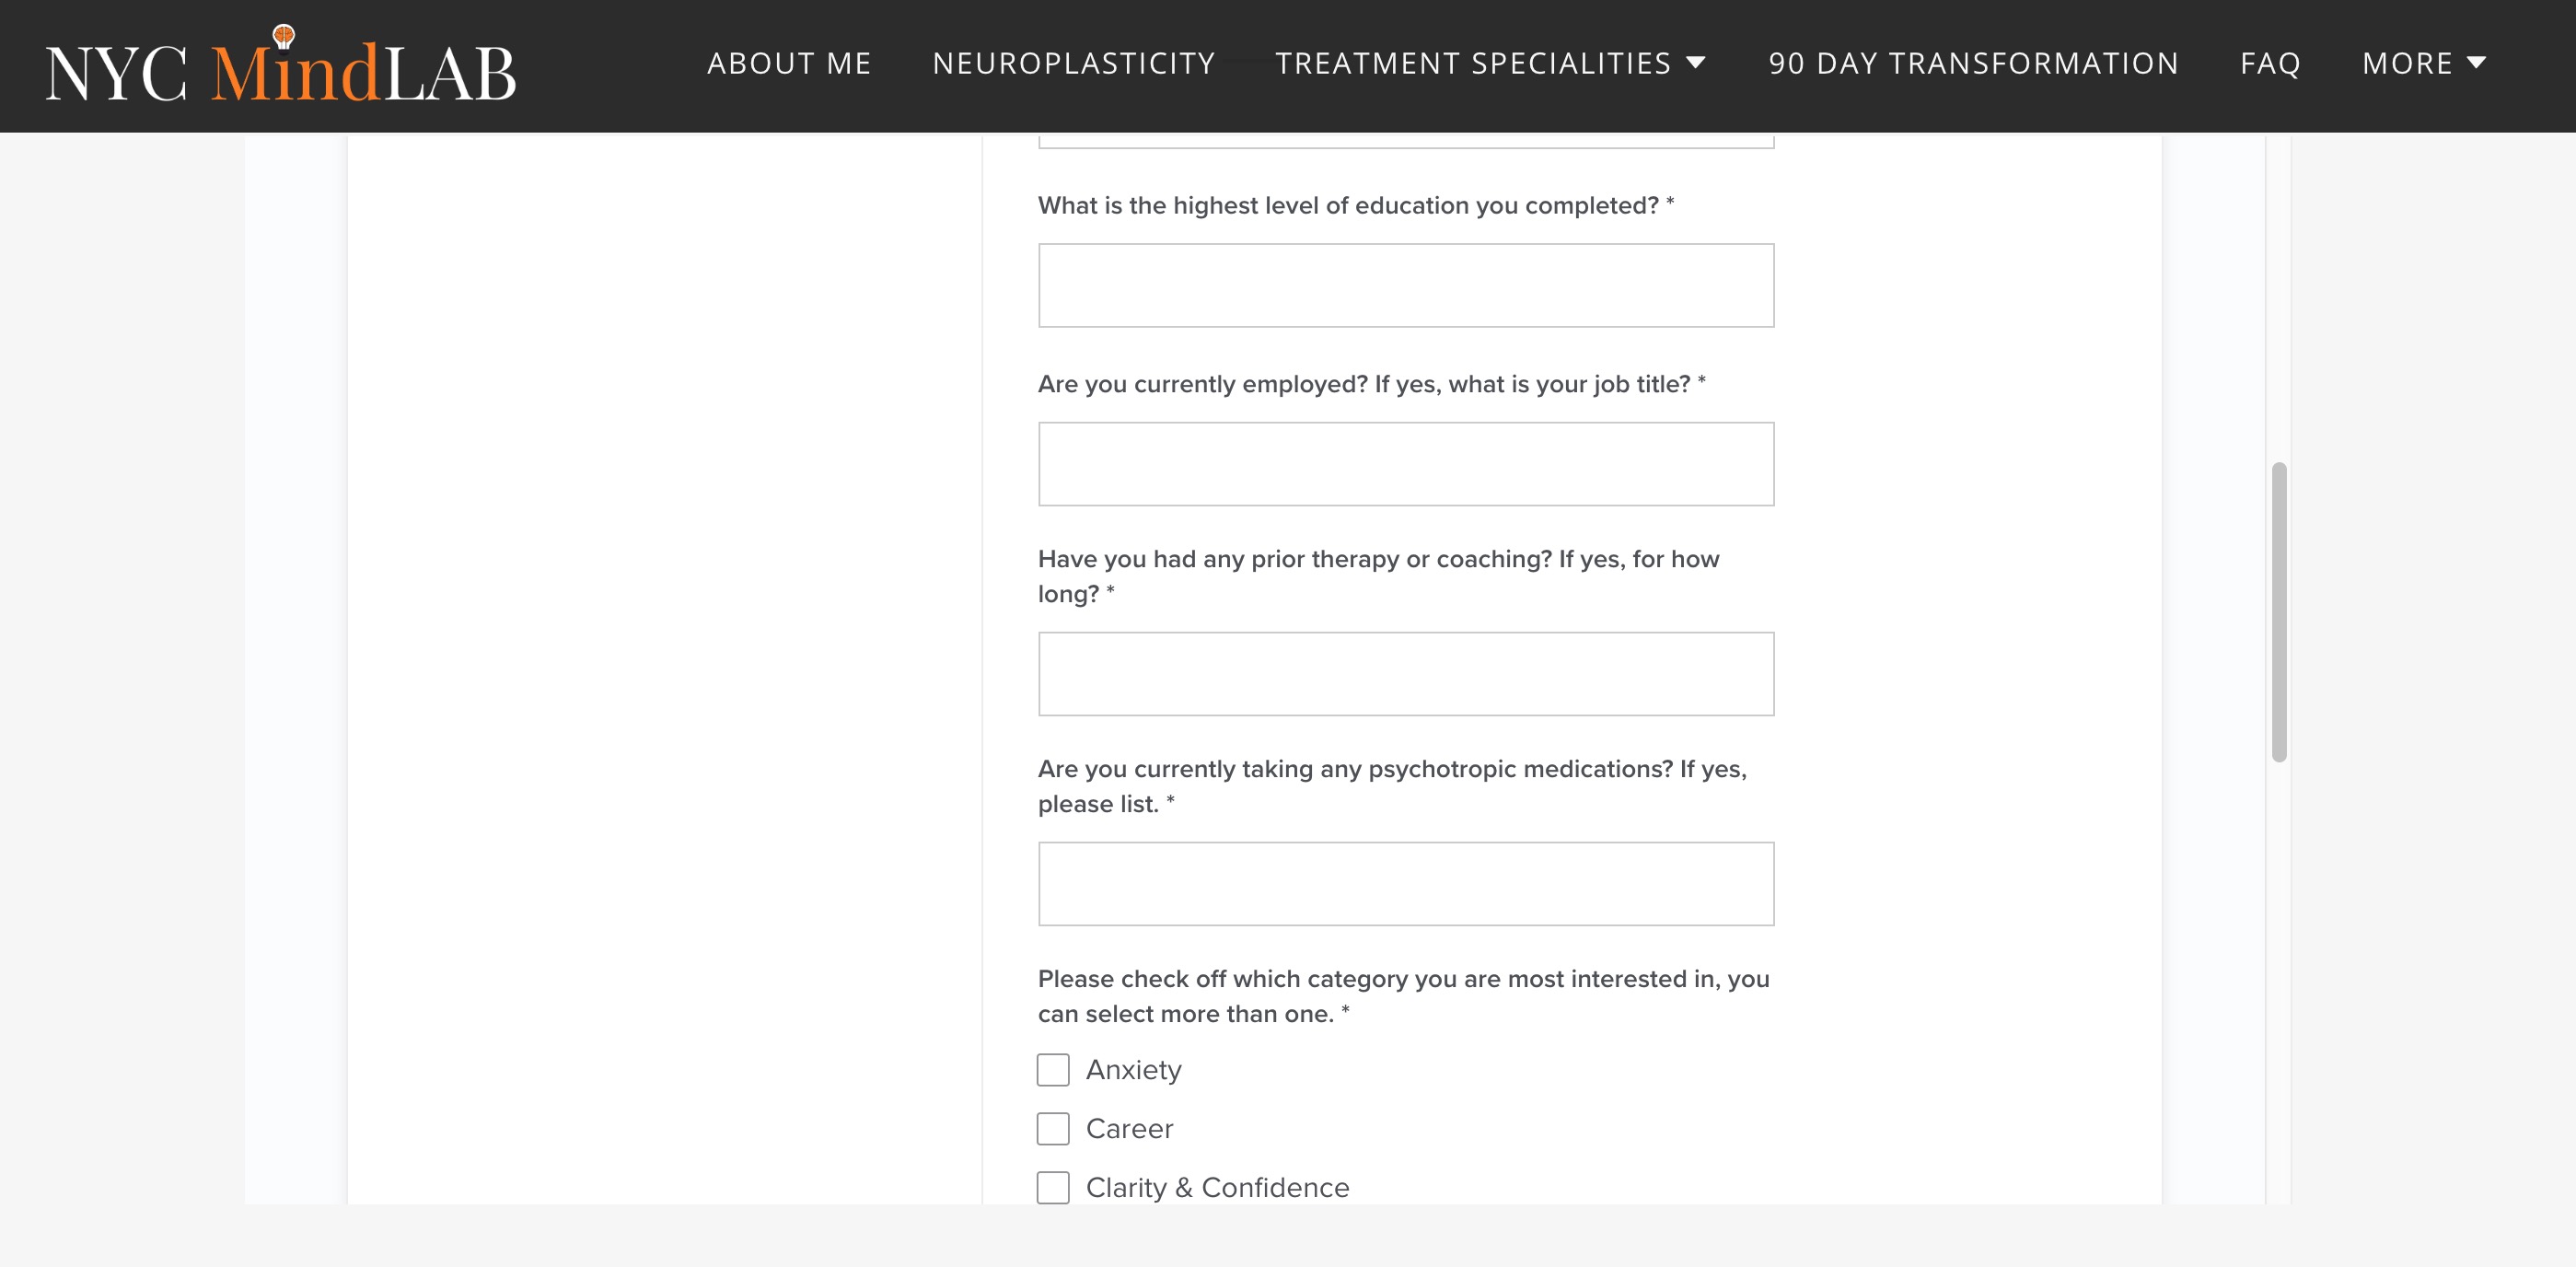 NYC MindLAB
ABOUT ME NEUROPLASTICITY TREATMENT SPECIALITIES 90 DAY TRANSFORMATION FAQ MORE
What is the highest level of education you completed? *
Are you currently employed? If yes, what is your job title? *
Have you had any prior therapy or coaching? If yes, for how
long? *
Are you currently taking any psychotropic medications? If yes,
please list. *
Please check off which category you are most interested in, you
can select more than one. *
Anxiety
Career
Clarity & Confidence